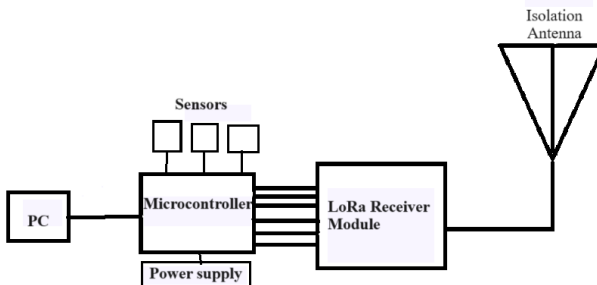 Isolation
Antenna
Sensors
PC
Microcontroller
LoRa Receiver
Module
Power supply